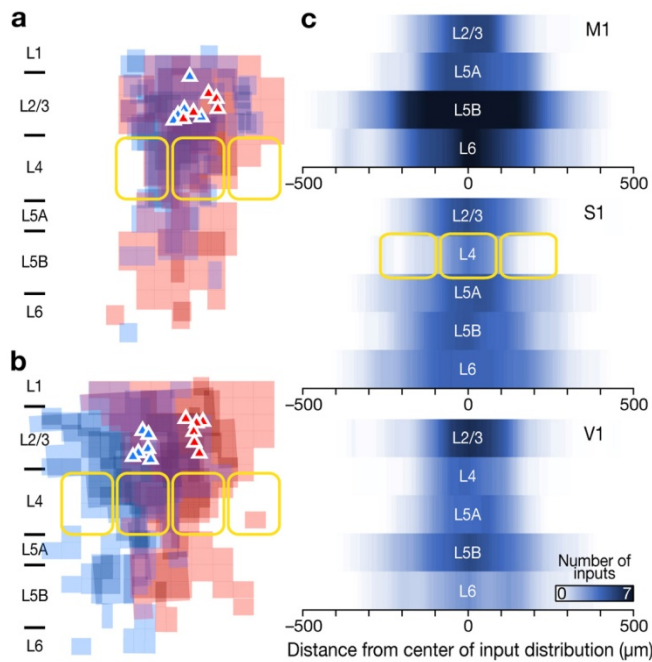 a
L1
L2/3
L4
L5A
L5B
L6
b
L1
L2/3
L4
L5A
L5B
L6
c
M1
L2/3
L5A
L5B
L6
−500 0 500
S1
L2/3
L4
L5A
L5B
L6
−500 0 500
V1
L2/3
L4
L5A
L5B
L6
Number of
inputs
0 7
−500 0 500
Distance from center of input distribution (µm)